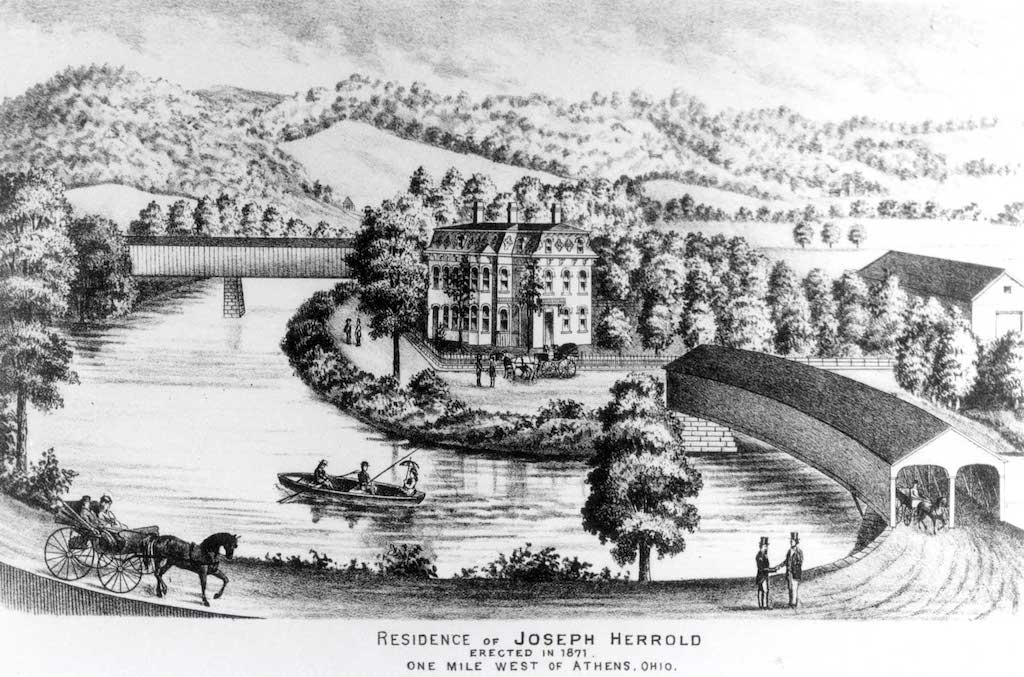 RESIDENCE OF JOSEPH HERROLD
ERECTED IN 1871.
ONE MILE WEST OF ATHENS, OHIO.